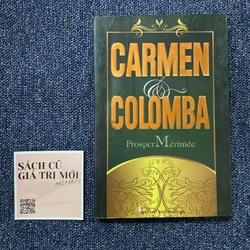 CARMEN
&
COLOMBA
Prosper Mérimée
SÁCH CŨ
GIÁ TRỊ MỚI